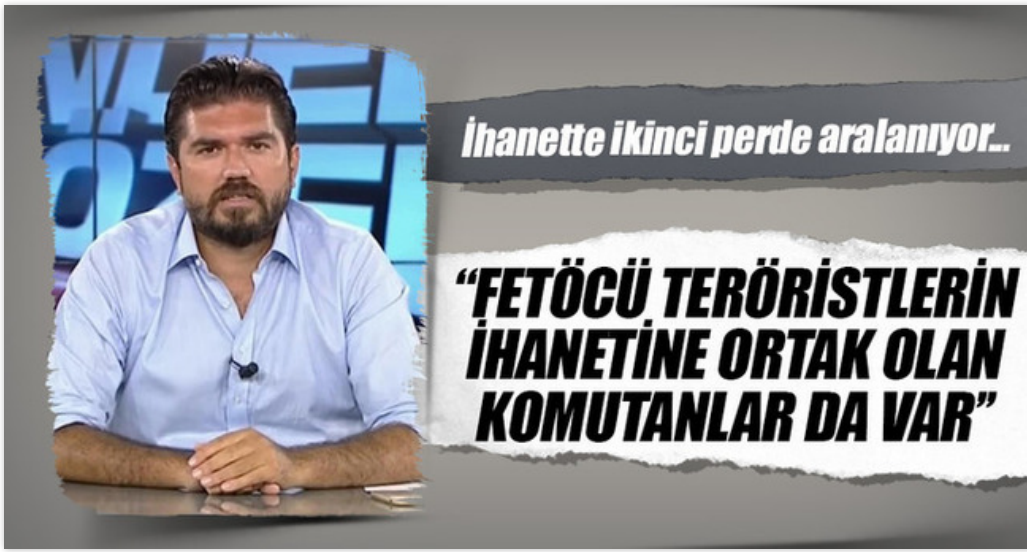 İhanette ikinci perde aralanıyor...
“FETÖCÜ TERÖRİSTLERİN
İHANETİNE ORTAK OLAN
KOMUTANLAR DA VAR”